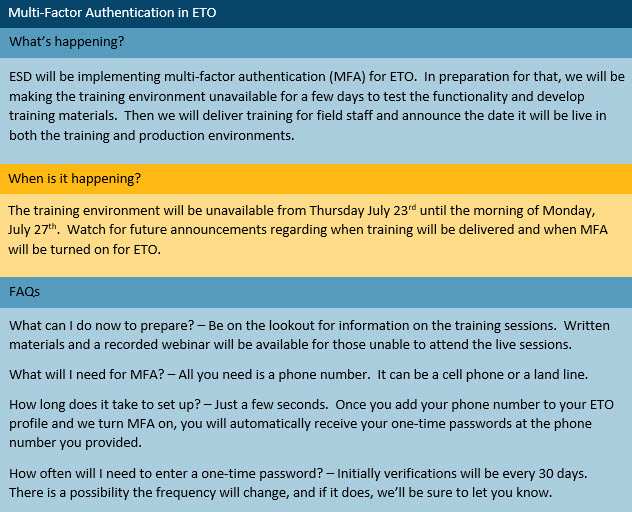 Multi-Factor Authentication in ETO
What's happening?
ESD will be implementing multi-factor authentication (MFA) for ETO.  In preparation for that, we will be
making the training environment unavailable for a few days to test the functionality and develop
training materials.  Then we will deliver training for field staff and announce the date it will be live in
both the training and production environments.
When is it happening?
The training environment will be unavailable from Thursday July 23rd until the morning of Monday,
July 27th.  Watch for future announcements regarding when training will be delivered and when MFA
will be turned on for ETO.
FAQs
What can I do now to prepare? – Be on the lookout for information on the training sessions.  Written
materials and a recorded webinar will be available for those unable to attend the live sessions.
What will I need for MFA? – All you need is a phone number.  It can be a cell phone or a land line.
How long does it take to set up? – Just a few seconds.  Once you add your phone number to your ETO
profile and we turn MFA on, you will automatically receive your one-time passwords at the phone
number you provided.
How often will I need to enter a one-time password? – Initially verifications will be every 30 days.
There is a possibility the frequency will change, and if it does, we'll be sure to let you know.